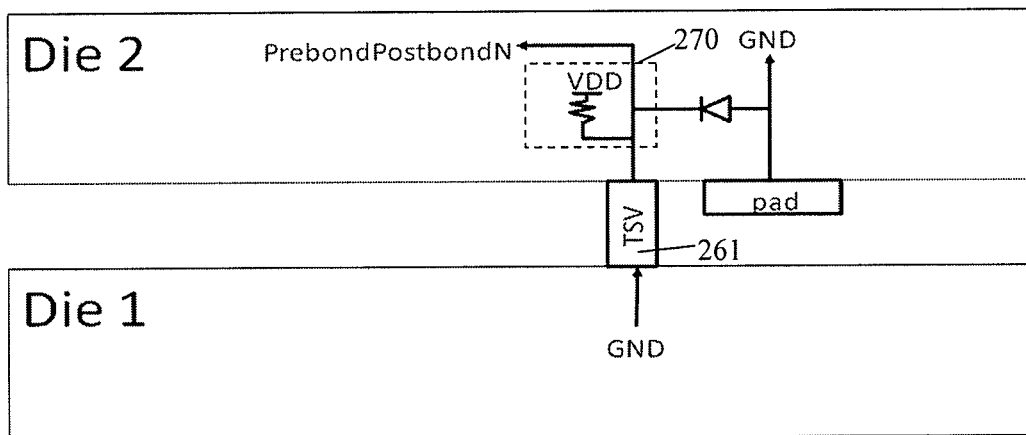 Die 2
PrebondPostbondN
270
GND
VDD
pad
TSV
261
Die 1
GND